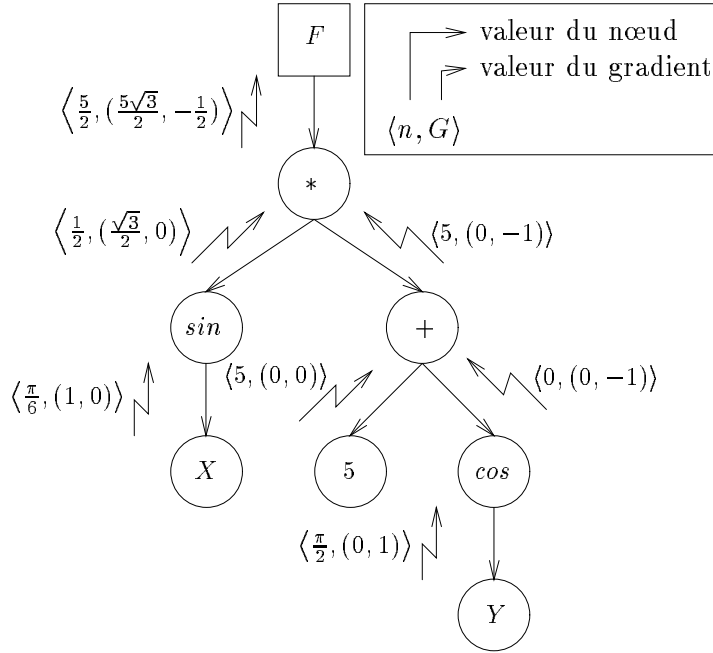 F
valeur du nœud
valeur du gradient
⟨n, G⟩
⟨5/2, (5√3/2, −1/2)⟩
*
⟨1/2, (√3/2, 0)⟩
⟨5, (0, −1)⟩
sin
+
⟨π/6, (1, 0)⟩
⟨5, (0, 0)⟩
⟨0, (0, −1)⟩
X
5
cos
⟨π/2, (0, 1)⟩
Y